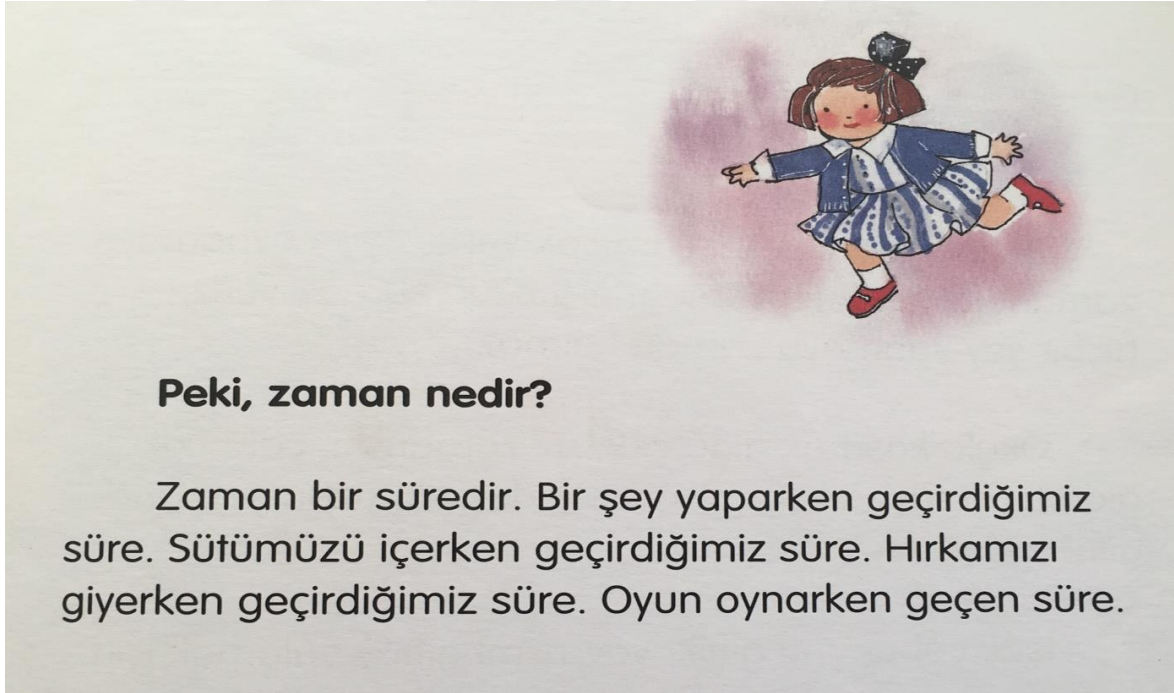 Peki, zaman nedir?
Zaman bir süredir. Bir şey yaparken geçirdiğimiz
süre. Sütümüzü içerken geçirdiğimiz süre. Hırkamızı
giyerken geçirdiğimiz süre. Oyun oynarken geçen süre.